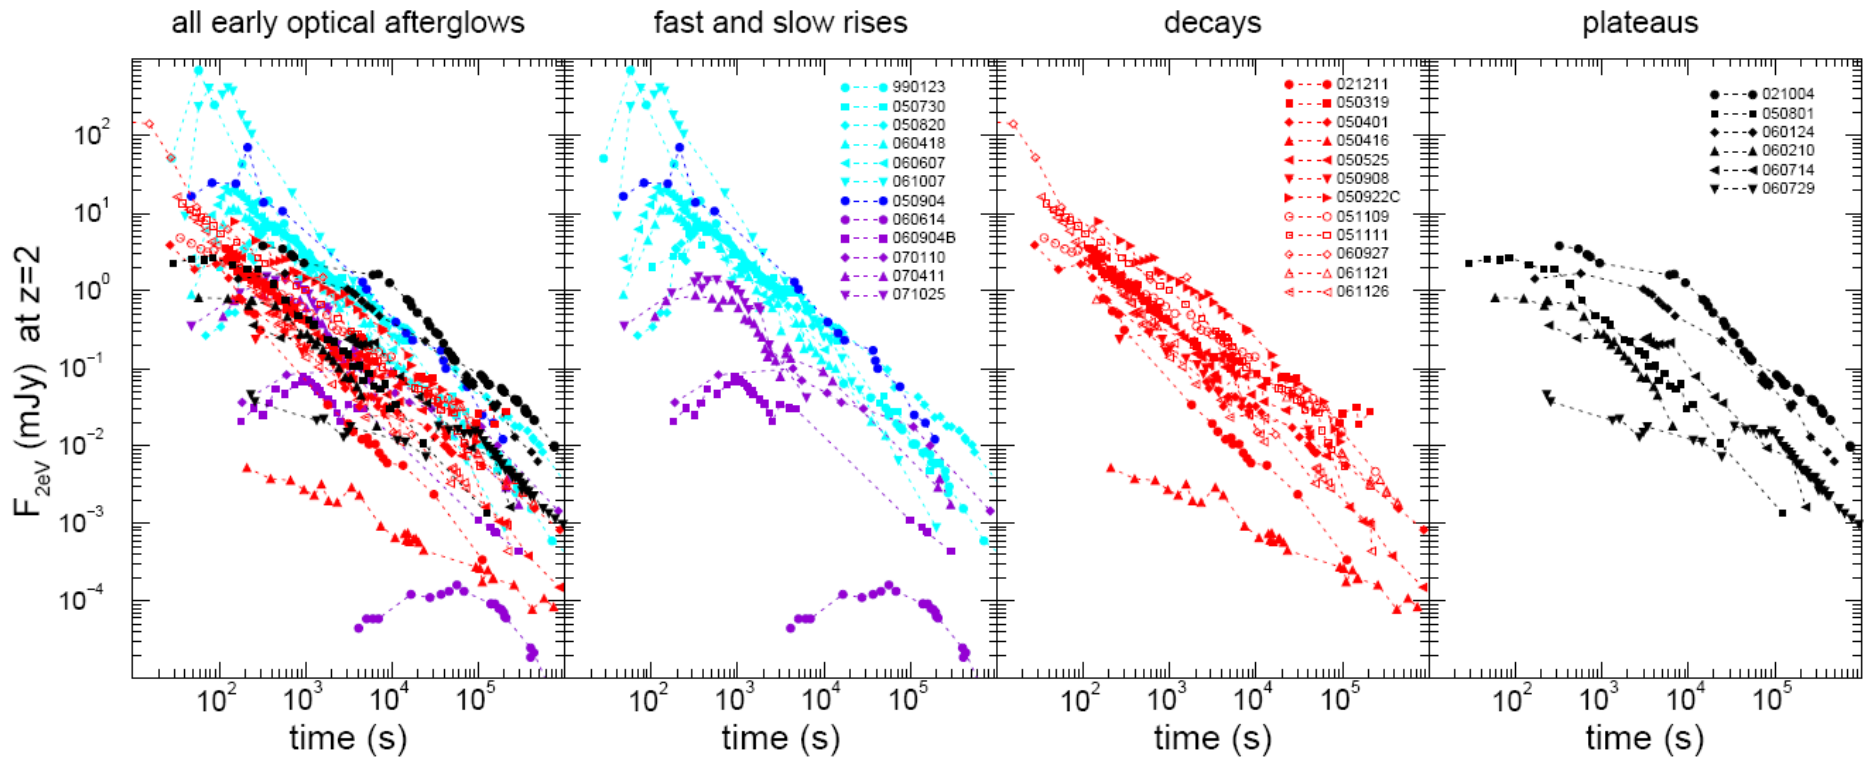 all early optical afterglows
fast and slow rises
decays
plateaus
F2eV (mJy) at z=2
10^2
10^1
10^0
10^-1
10^-2
10^-3
10^-4
990123
050730
050820
060418
060607
061007
050904
060614
060904B
070110
070411
071025
021211
050319
050401
050416
050525
050908
050922C
051109
051111
060927
061121
061126
021004
050801
060124
060210
060714
060729
10^2 10^3 10^4 10^5
10^2 10^3 10^4 10^5
10^2 10^3 10^4 10^5
10^2 10^3 10^4 10^5
time (s)
time (s)
time (s)
time (s)